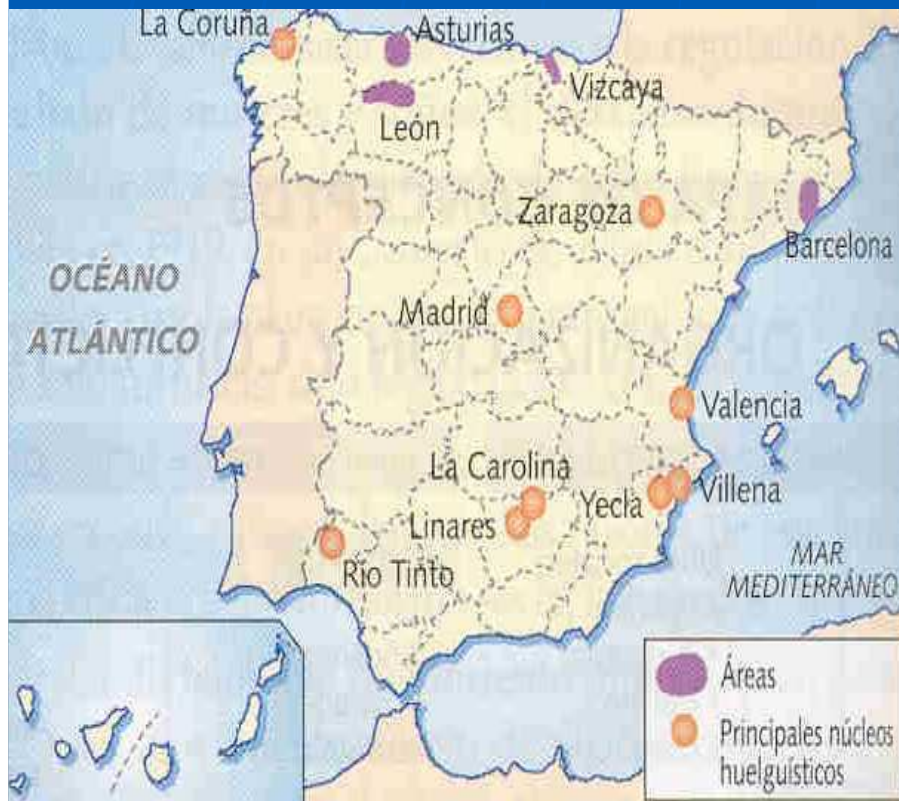 La Coruña
Asturias
Vizcaya
León
Zaragoza
Barcelona
OCÉANO
ATLÁNTICO
Madrid
Valencia
La Carolina
Yecla
Villena
Linares
Río Tinto
MAR
MEDITERRÁNEO
Áreas
Principales núcleos
huelguísticos